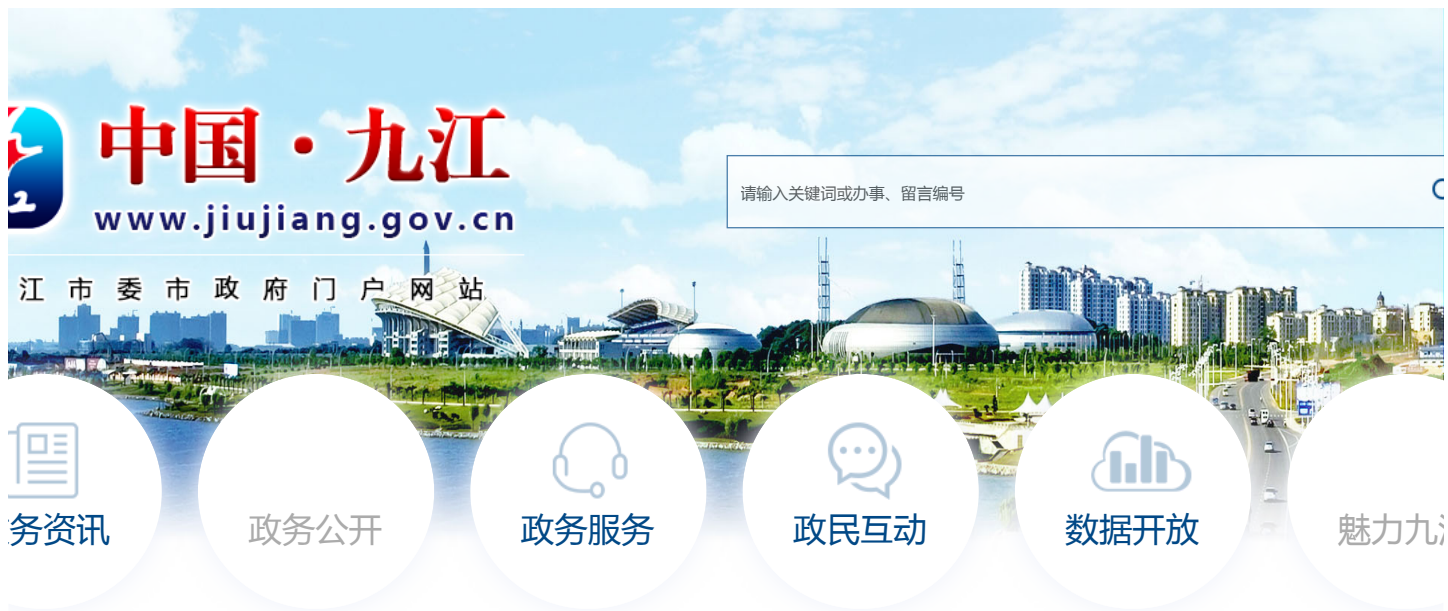 中国·九江
www.jiujiang.gov.cn
江市委市政府门户网站
请输入关键词或办事、留言编号
务资讯
政务公开
政务服务
政民互动
数据开放
魅力九